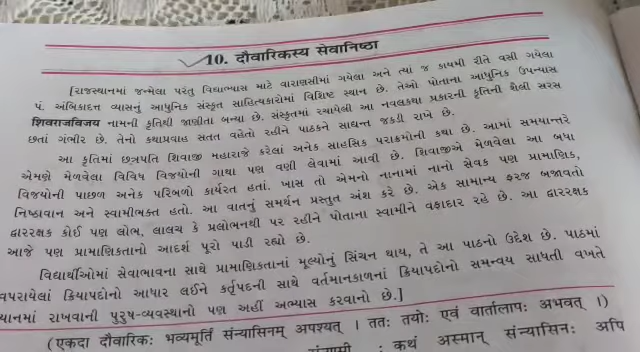 10. दौवारिकस्य सेवानिष्ठा
[રાજસ્થાનમાં જન્મેલા પરંતુ વિદ્યાભ્યાસ માટે વારાણસીમાં ગયેલા અને ત્યાં જ કાયમી રીતે વસી ગયેલા
પં. અંબિકાદત્ત વ્યાસનું આધુનિક સંસ્કૃત સાહિત્યકારોમાં વિશિષ્ટ સ્થાન છે. તેઓ પોતાના આધુનિક ઉપન્યાસ
શિવરાજવિજય નામની કૃતિથી જાણીતા બન્યા છે. સંસ્કૃતમાં રચાયેલી આ નવલકથા પ્રકારની કૃતિની શૈલી સરસ
છતાં ગંભીર છે. તેનો કથાપ્રવાહ સતત વહેતો રહીને પાઠકને સાદ્યન્ત જકડી રાખે છે.
આ કૃતિમાં છત્રપતિ શિવાજી મહારાજે કરેલાં અનેક સાહસિક પરાક્રમોની કથા છે. આમાં સમયાન્તરે
એમણે મેળવેલા વિવિધ વિજયોની ગાથા પણ વણી લેવામાં આવી છે. શિવાજીએ મેળવેલા આ બધા
વિજયોની પાછળ અનેક પરિબળો કાર્યરત હતાં. ખાસ તો એમનો નાનામાં નાનો સેવક પણ પ્રામાણિક,
નિષ્ઠાવાન અને સ્વામીભક્ત હતો. આ વાતનું સમર્થન પ્રસ્તુત અંશ કરે છે. એક સામાન્ય ફરજ બજાવતો
દ્વારરક્ષક કોઈ પણ લોભ, લાલચ કે પ્રલોભનથી પર રહીને પોતાના સ્વામીને વફાદાર રહે છે. આ દ્વારરક્ષક
આજે પણ પ્રામાણિકતાનો આદર્શ પૂરો પાડી રહ્યો છે.
વિદ્યાર્થીઓમાં સેવાભાવના સાથે પ્રામાણિકતાનાં મૂલ્યોનું સિંચન થાય, તે આ પાઠનો ઉદ્દેશ છે. પાઠમાં
વપરાયેલાં ક્રિયાપદોનો આધાર લઈને કર્તૃપદની સાથે વર્તમાનકાળનાં ક્રિયાપદોનો સમન્વય સાધતી વખતે
ધ્યાનમાં રાખવાની પુરુષ-વ્યવસ્થાનો પણ અહીં અભ્યાસ કરવાનો છે.]
(एकदा दौवारिकः भव्यमूर्तिं संन्यासिनम् अपश्यत् । ततः तयोः एवं वार्तालापः अभवत् ।)
: कथं अस्मान् संन्यासिनः अपि